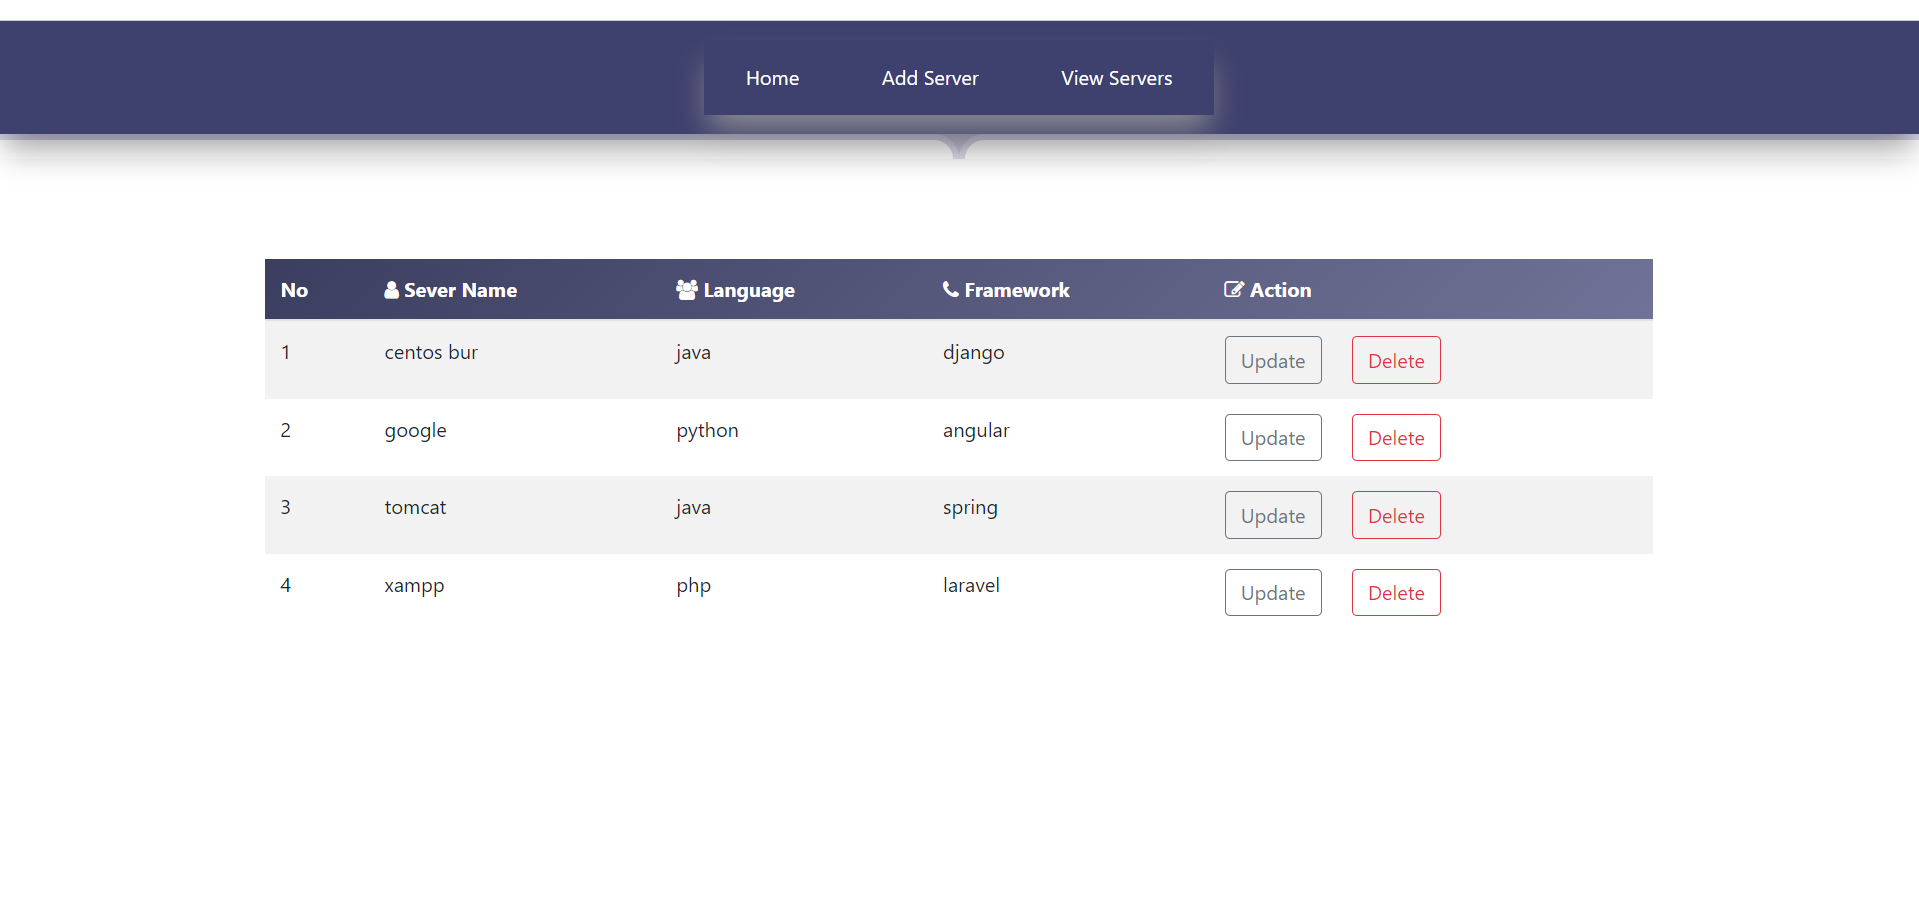 Home Add Server View Servers
No Sever Name Language Framework Action
1 centos bur java django Update Delete
2 google python angular Update Delete
3 tomcat java spring Update Delete
4 xampp php laravel Update Delete